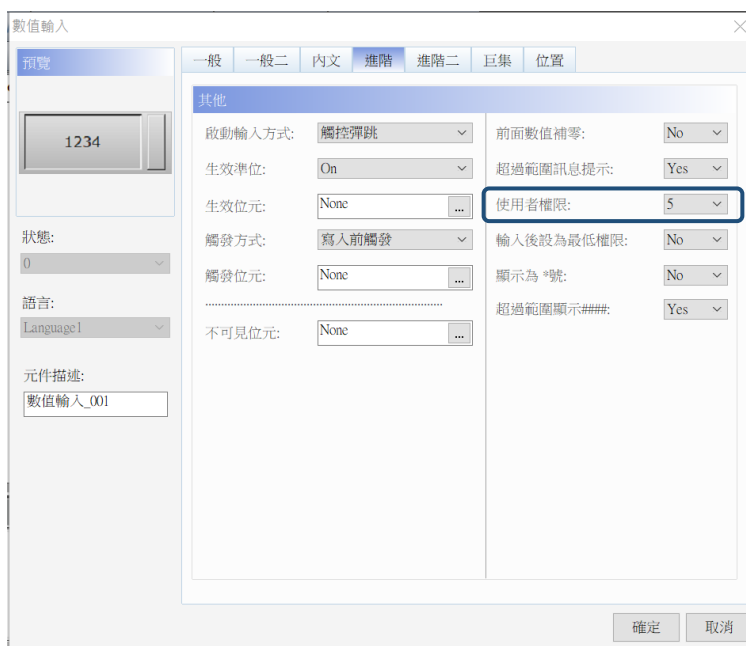 數值輸入
預覽
1234
狀態:
0
語言:
Language1
元件描述:
數值輸入_001
一般 一般二 內文 進階 進階二 巨集 位置
其他
啟動輸入方式: 觸控彈跳
生效準位: On
生效位元: None ...
觸發方式: 寫入前觸發
觸發位元: None ...
不可見位元: None ...
前面數值補零: No
超過範圍訊息提示: Yes
使用者權限: 5
輸入後設為最低權限: No
顯示為 *號: No
超過範圍顯示####: Yes
確定 取消